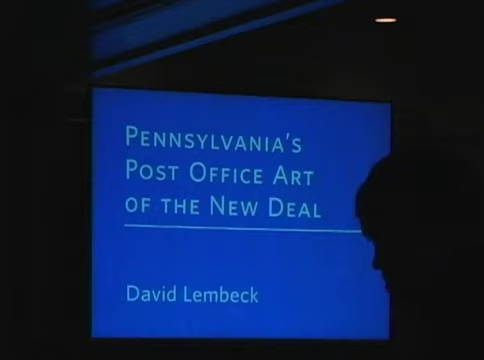 Pennsylvania's
Post Office Art
of the New Deal
David Lembeck